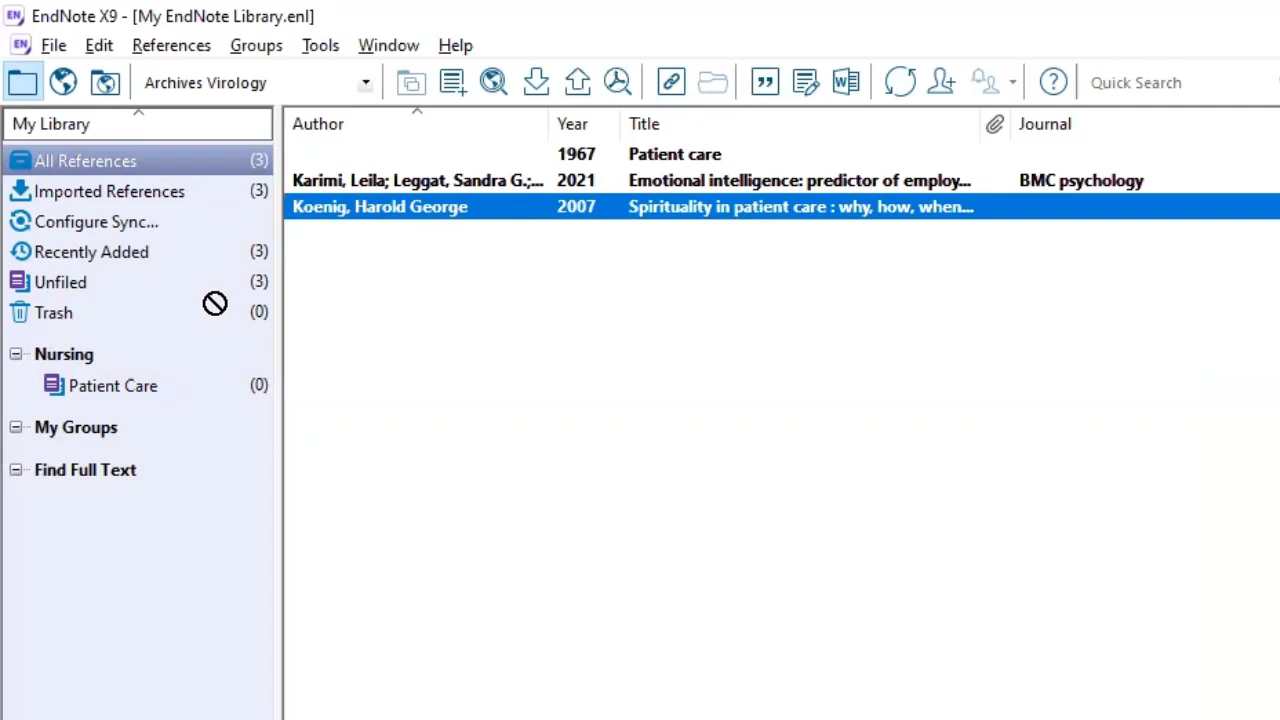 EN EndNote X9 - [My EndNote Library.enl]
EN File Edit References Groups Tools Window Help
Archives Virology Quick Search
My Library
All References (3)
Imported References (3)
Configure Sync...
Recently Added (3)
Unfiled (3)
Trash (0)
Nursing
Patient Care (0)
My Groups
Find Full Text
Author Year Title Journal
1967 Patient care
Karimi, Leila; Leggat, Sandra G.;... 2021 Emotional intelligence: predictor of employ... BMC psychology
Koenig, Harold George 2007 Spirituality in patient care : why, how, when...